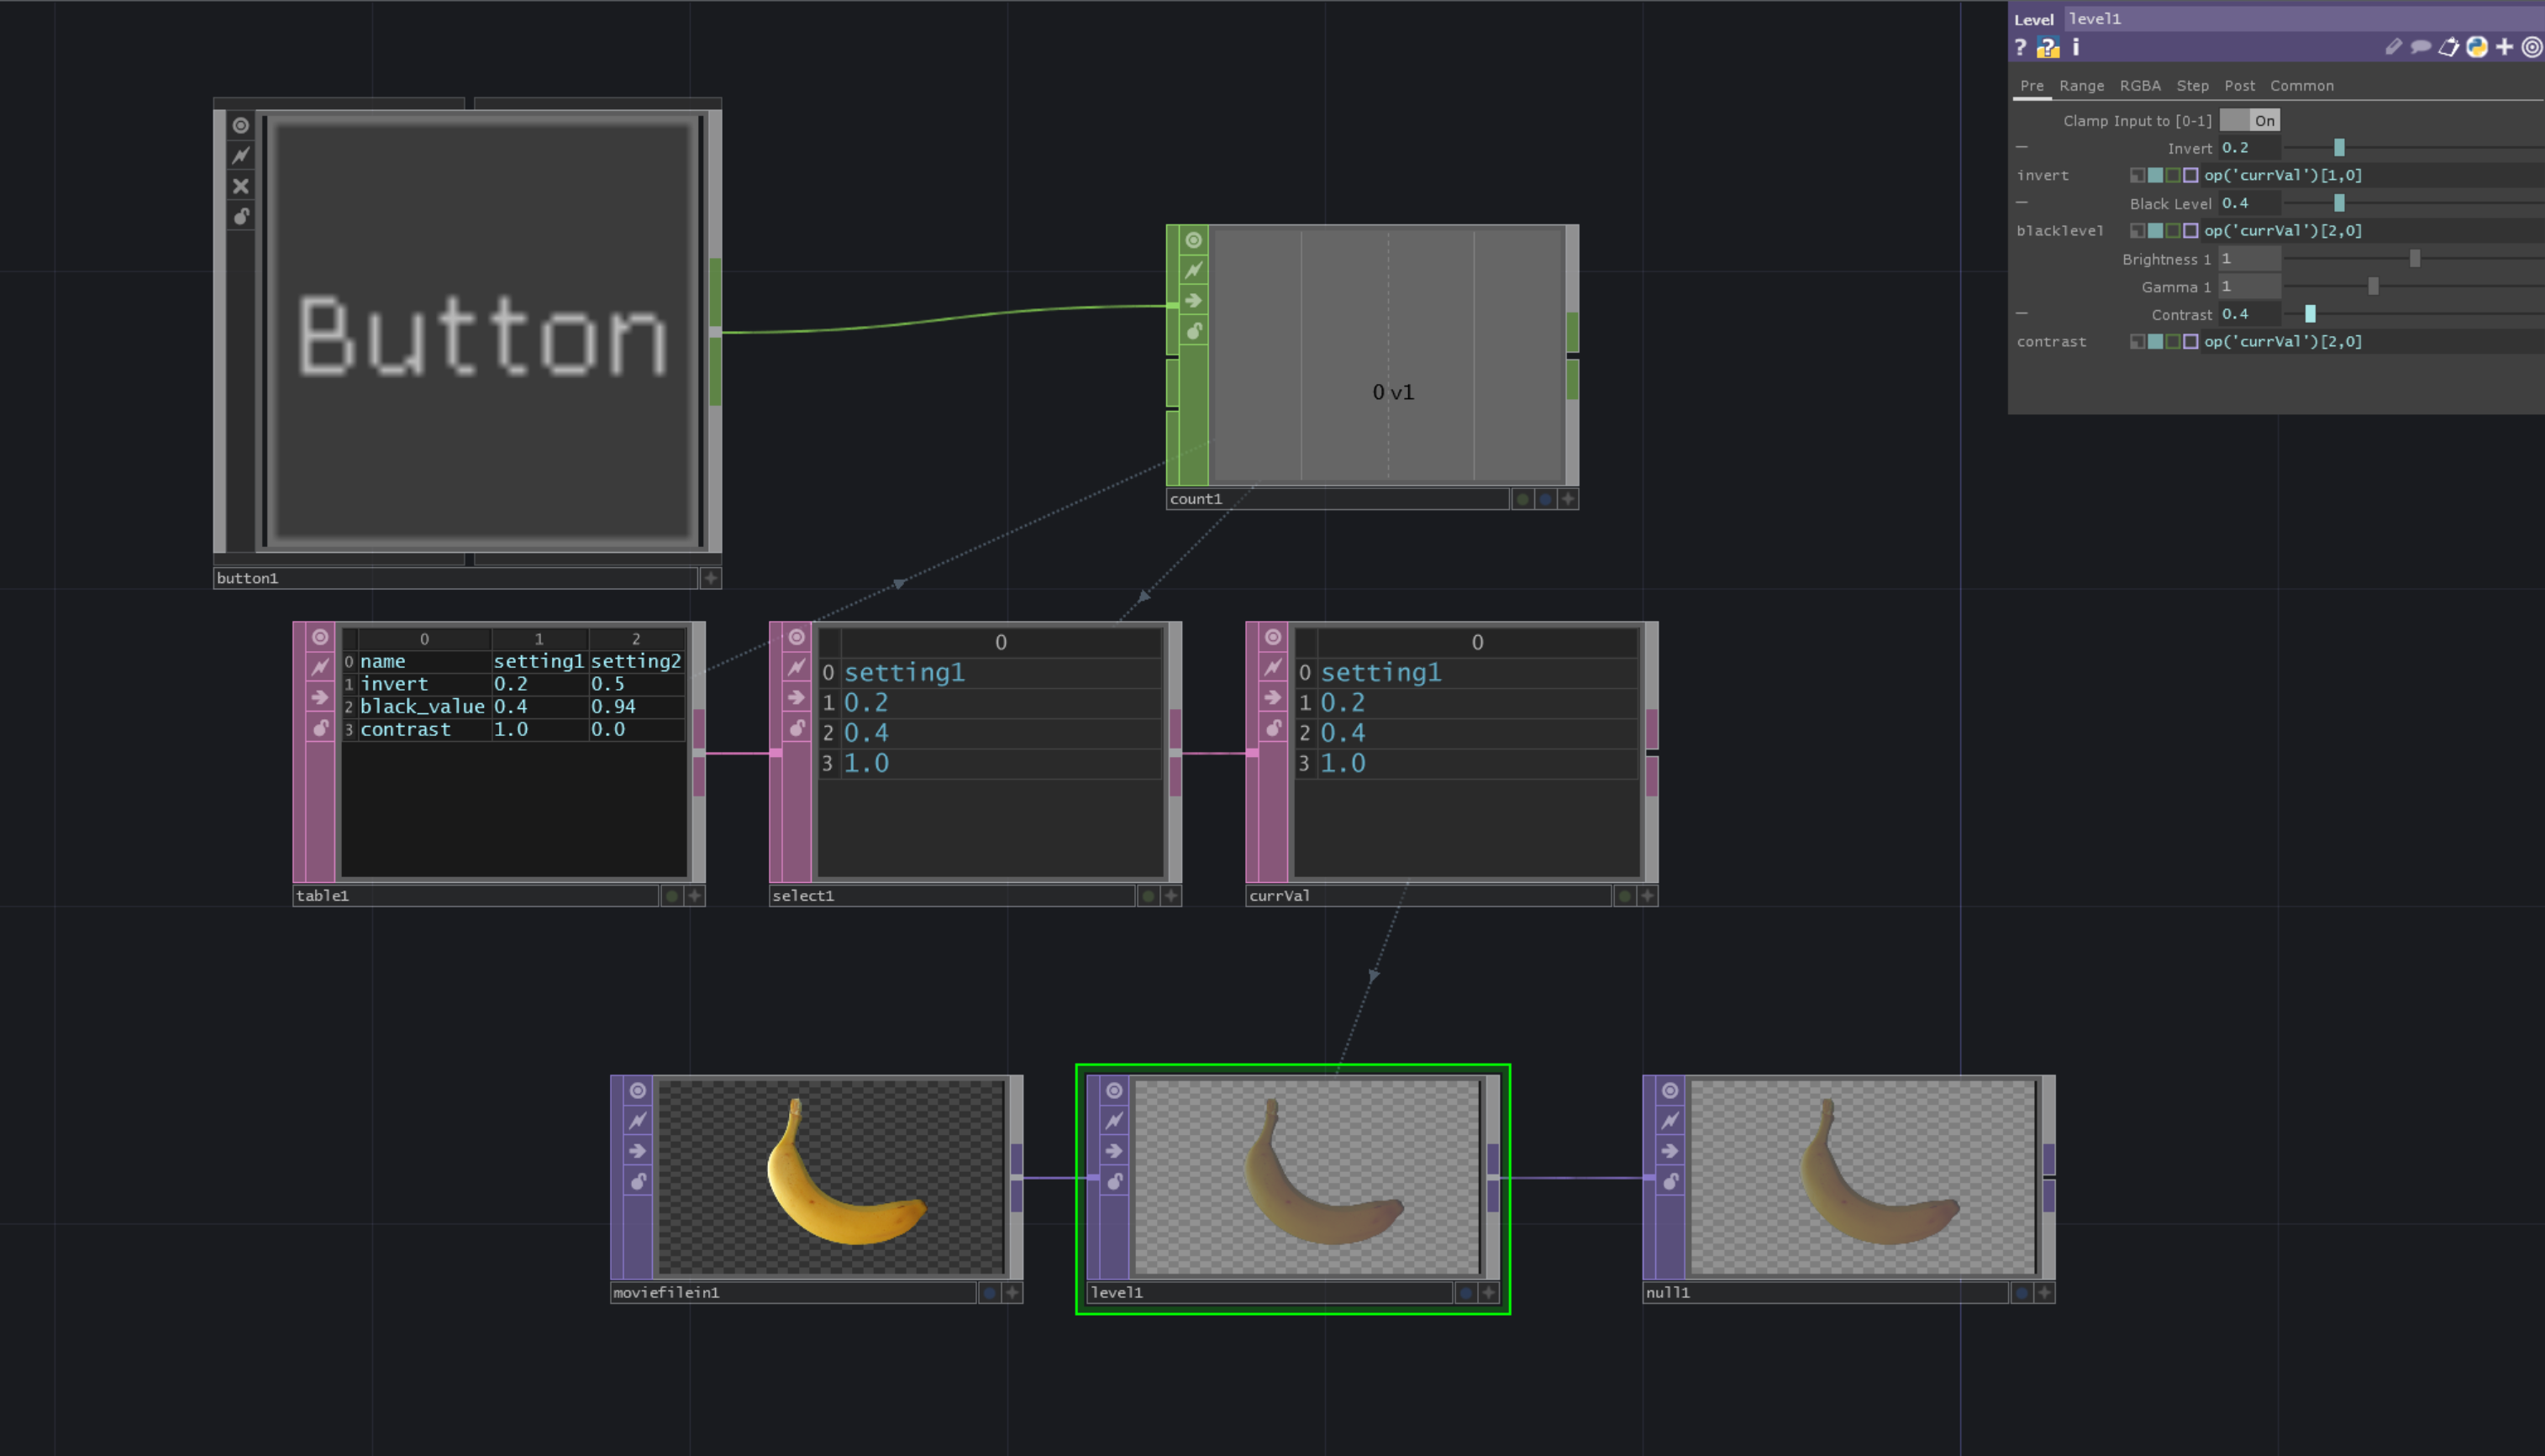 Level level1
? ? i
Pre Range RGBA Step Post Common
Clamp Input to [0-1] On
Invert 0.2
invert op('currVal')[1,0]
Black Level 0.4
blacklevel op('currVal')[2,0]
Brightness 1 1
Gamma 1 1
Contrast 0.4
contrast op('currVal')[2,0]
Button
button1
0 v1
count1
0 1 2
0 name setting1 setting2
1 invert 0.2 0.5
2 black_value 0.4 0.94
3 contrast 1.0 0.0
table1
0
0 setting1
1 0.2
2 0.4
3 1.0
select1
0
0 setting1
1 0.2
2 0.4
3 1.0
currVal
moviefilein1
level1
null1